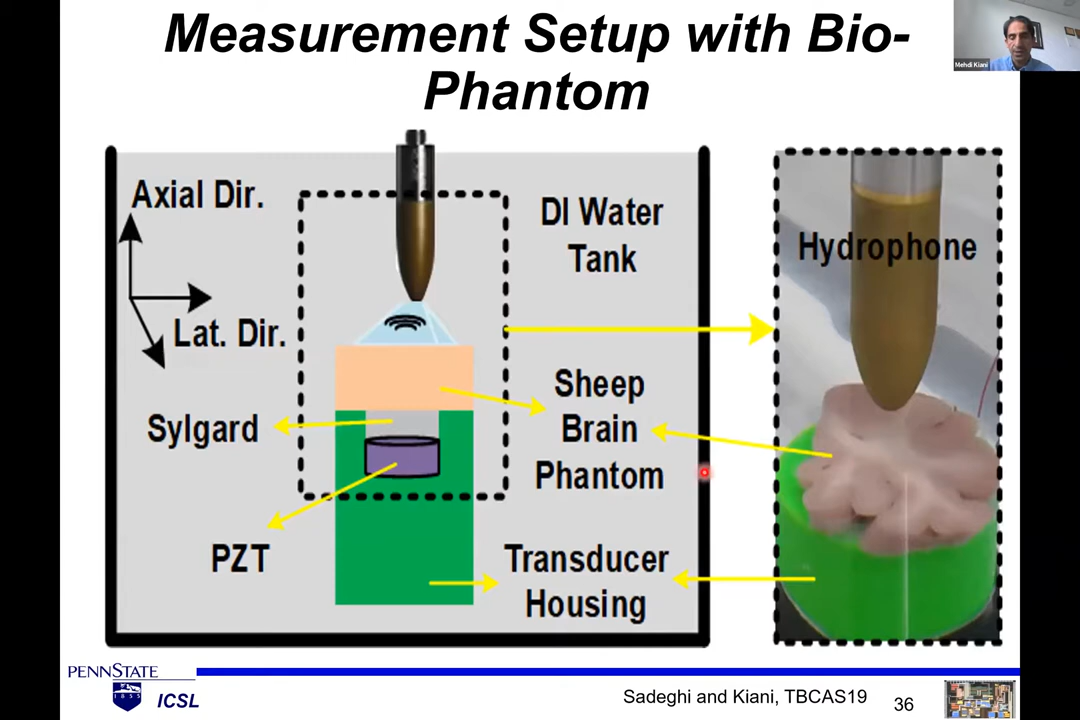 Measurement Setup with Bio-
Phantom
Mehdi Kiani
Axial Dir.
Lat. Dir.
DI Water
Tank
Sylgard
PZT
Sheep
Brain
Phantom
Transducer
Housing
Hydrophone
PENNSTATE
1855
ICSL
Sadeghi and Kiani, TBCAS19
36